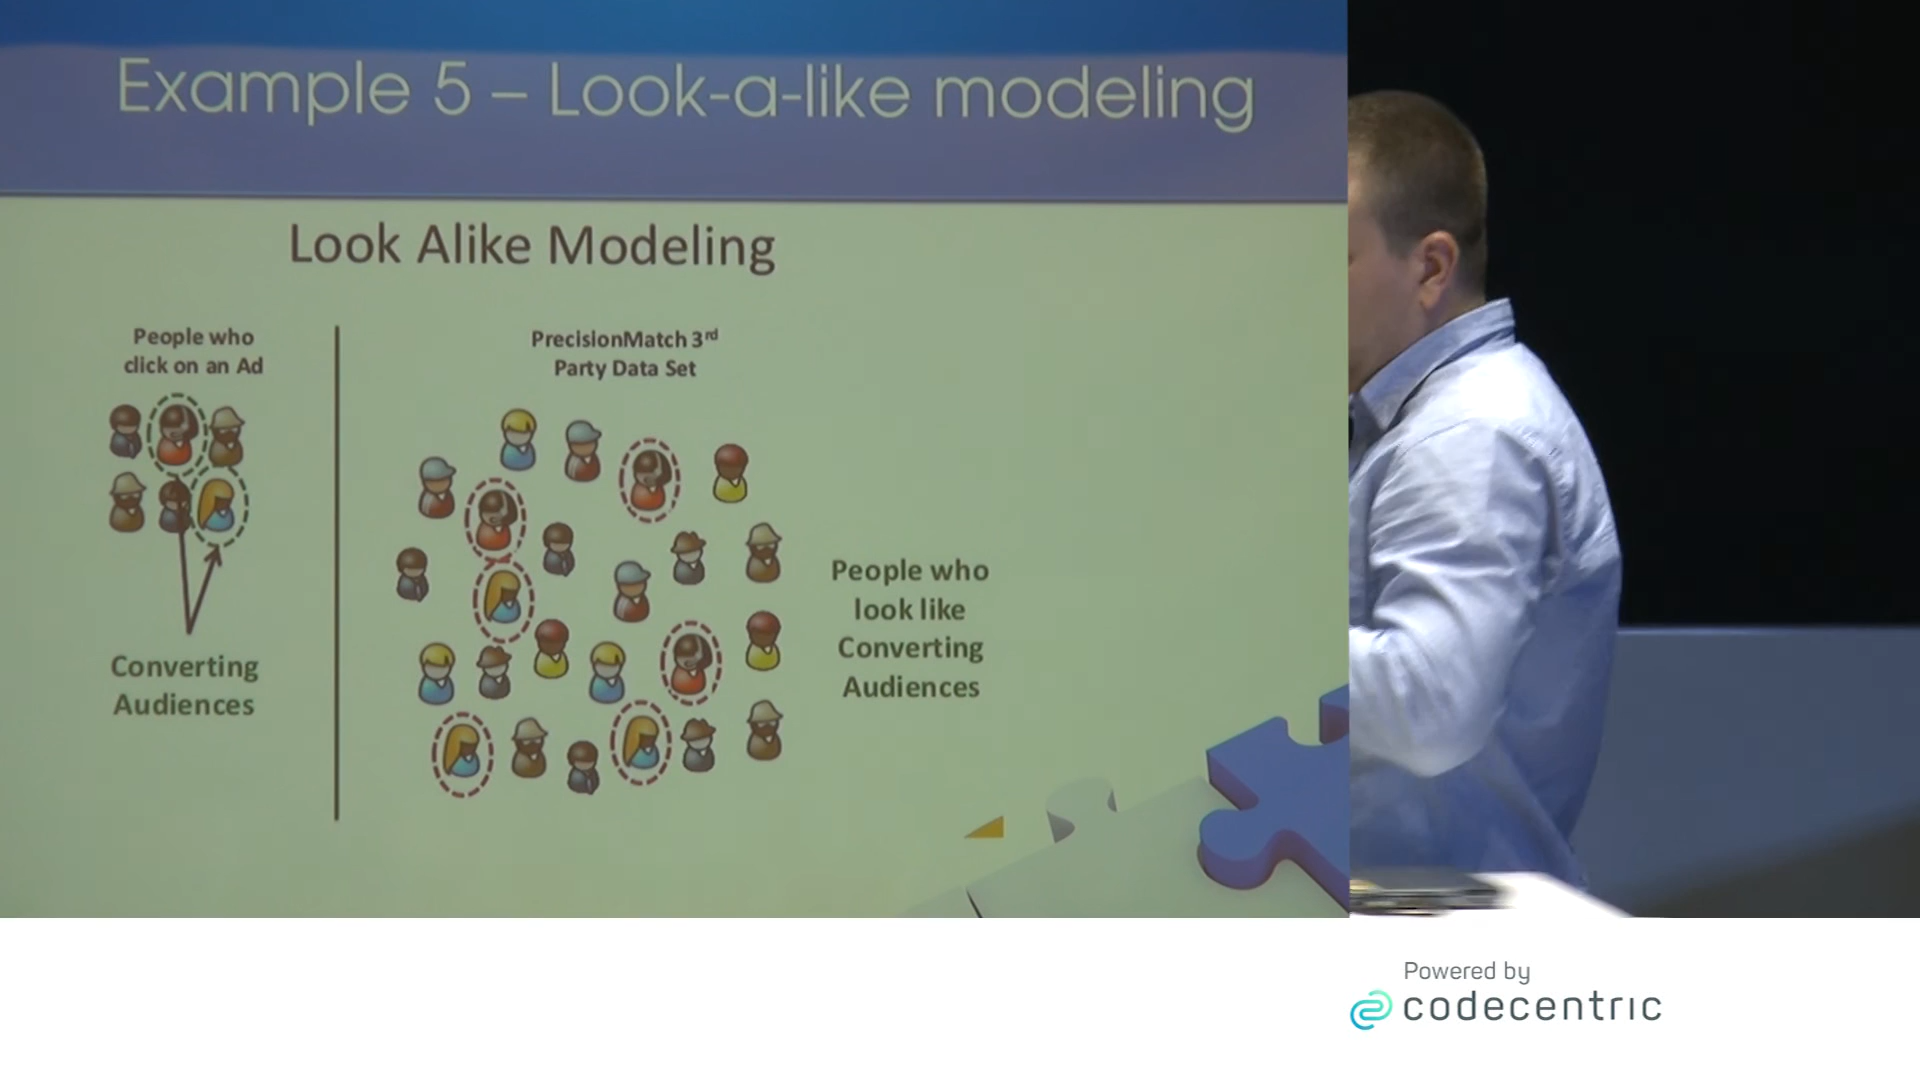 Example 5 – Look-a-like modeling
Look Alike Modeling
People who
click on an Ad
PrecisionMatch 3rd
Party Data Set
Converting
Audiences
People who
look like
Converting
Audiences
Powered by
codecentric